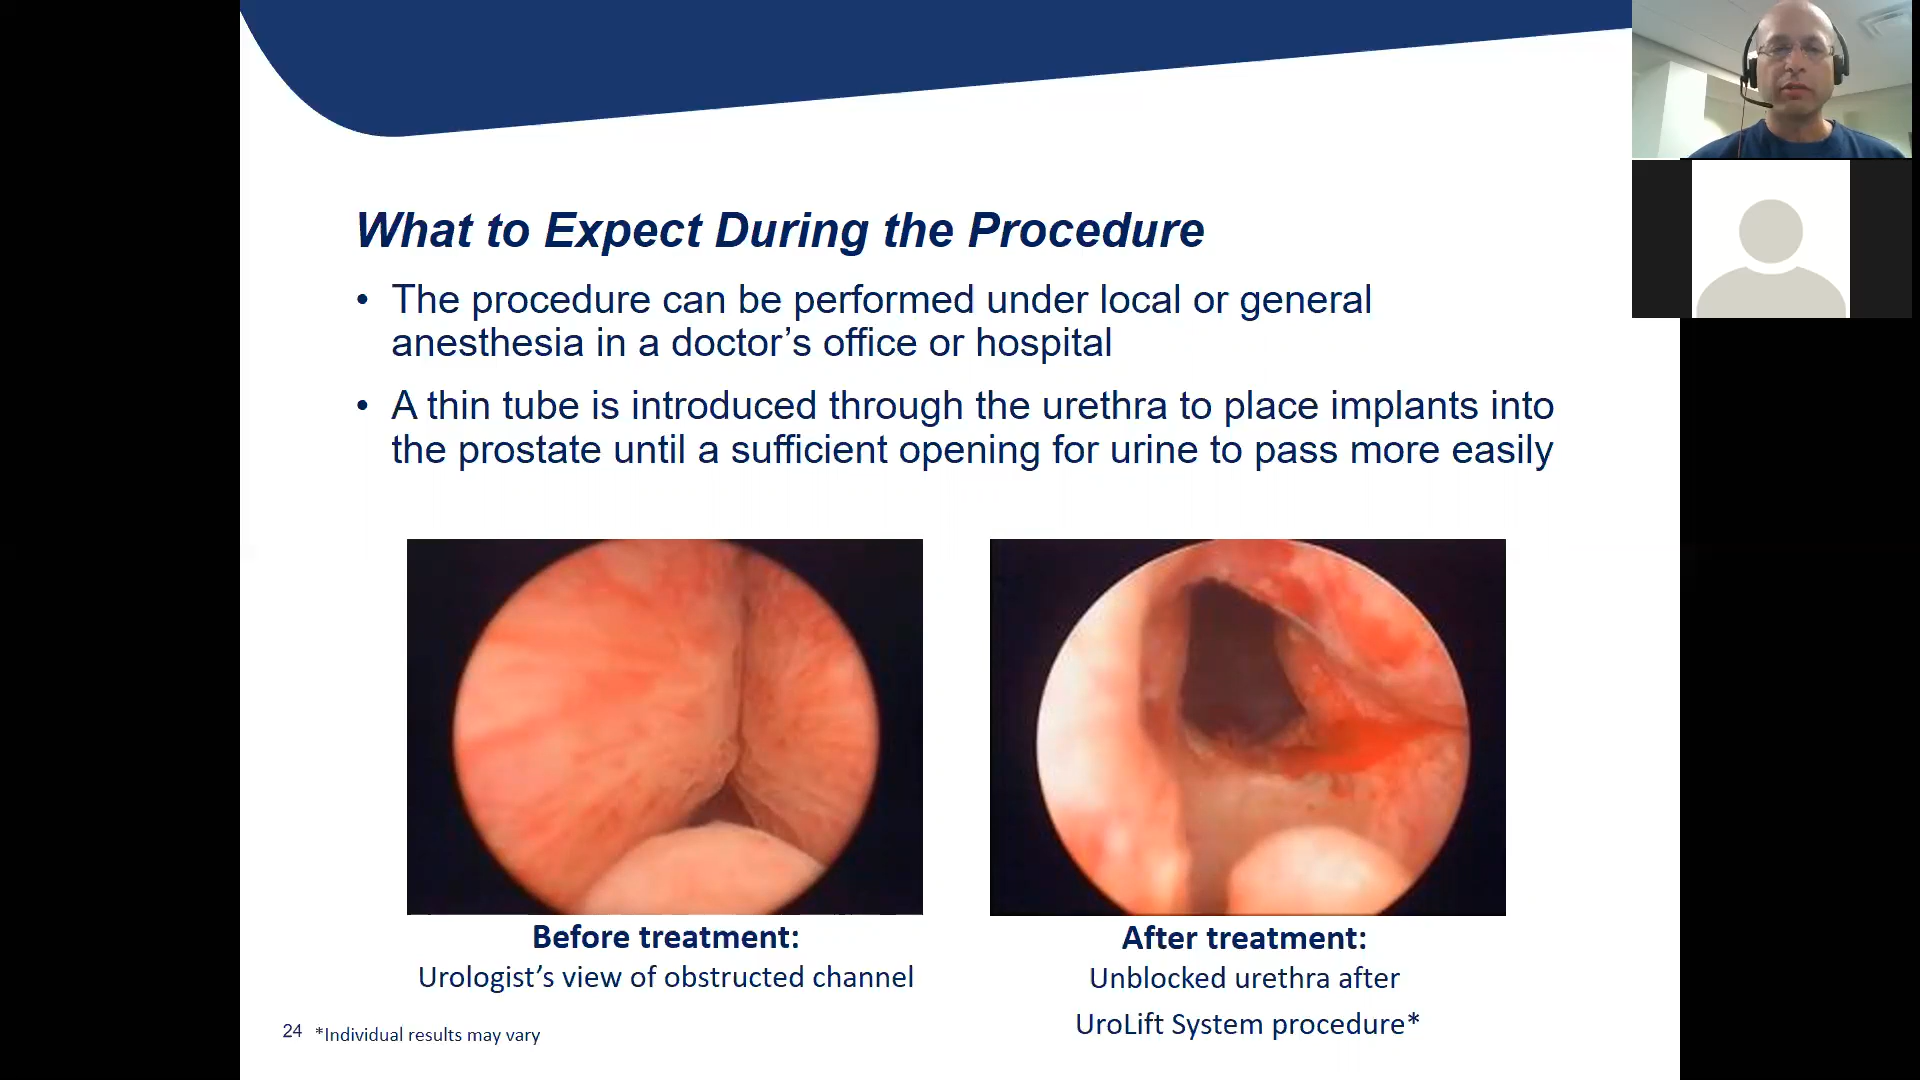 What to Expect During the Procedure
• The procedure can be performed under local or general
anesthesia in a doctor’s office or hospital
• A thin tube is introduced through the urethra to place implants into
the prostate until a sufficient opening for urine to pass more easily
Before treatment:
Urologist’s view of obstructed channel
After treatment:
Unblocked urethra after
UroLift System procedure*
24 *Individual results may vary